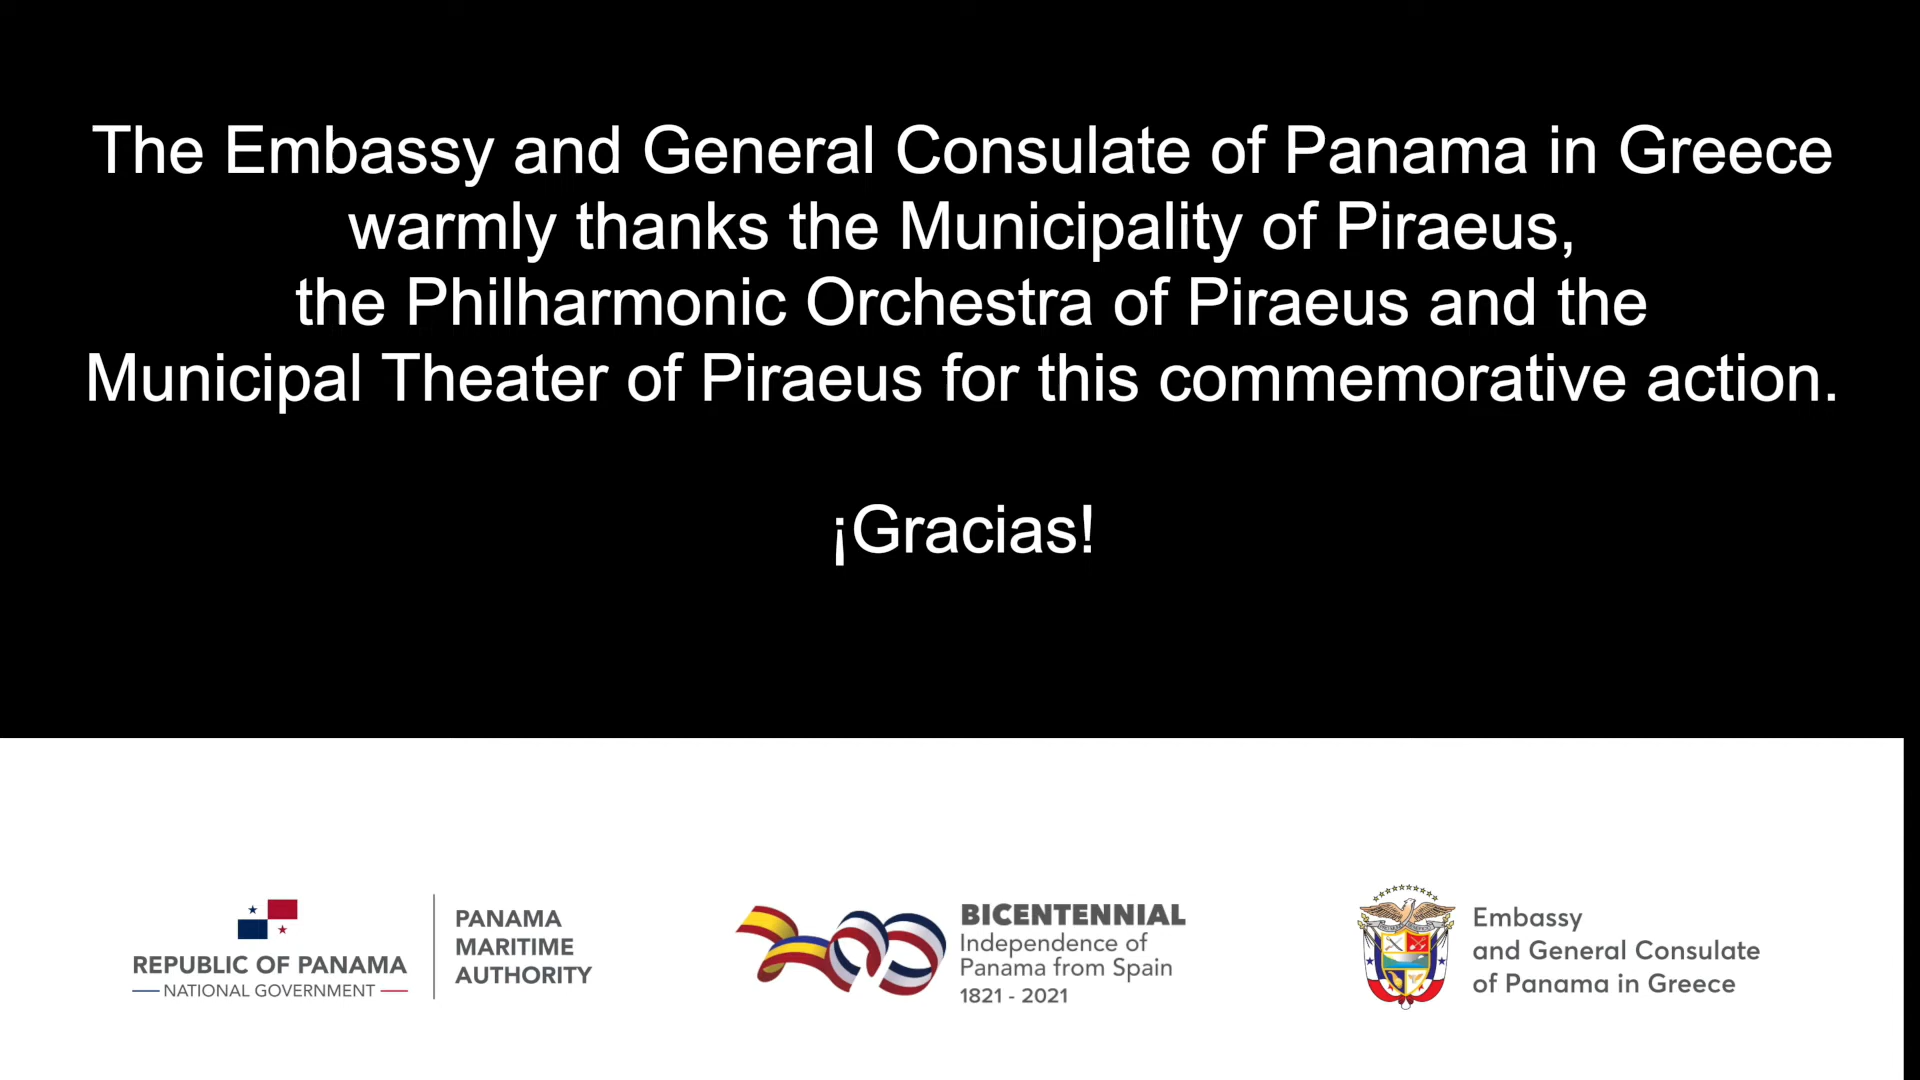 The Embassy and General Consulate of Panama in Greece
warmly thanks the Municipality of Piraeus,
the Philharmonic Orchestra of Piraeus and the
Municipal Theater of Piraeus for this commemorative action.
¡Gracias!
REPUBLIC OF PANAMA
NATIONAL GOVERNMENT
PANAMA
MARITIME
AUTHORITY
BICENTENNIAL
Independence of
Panama from Spain
1821 - 2021
Embassy
and General Consulate
of Panama in Greece